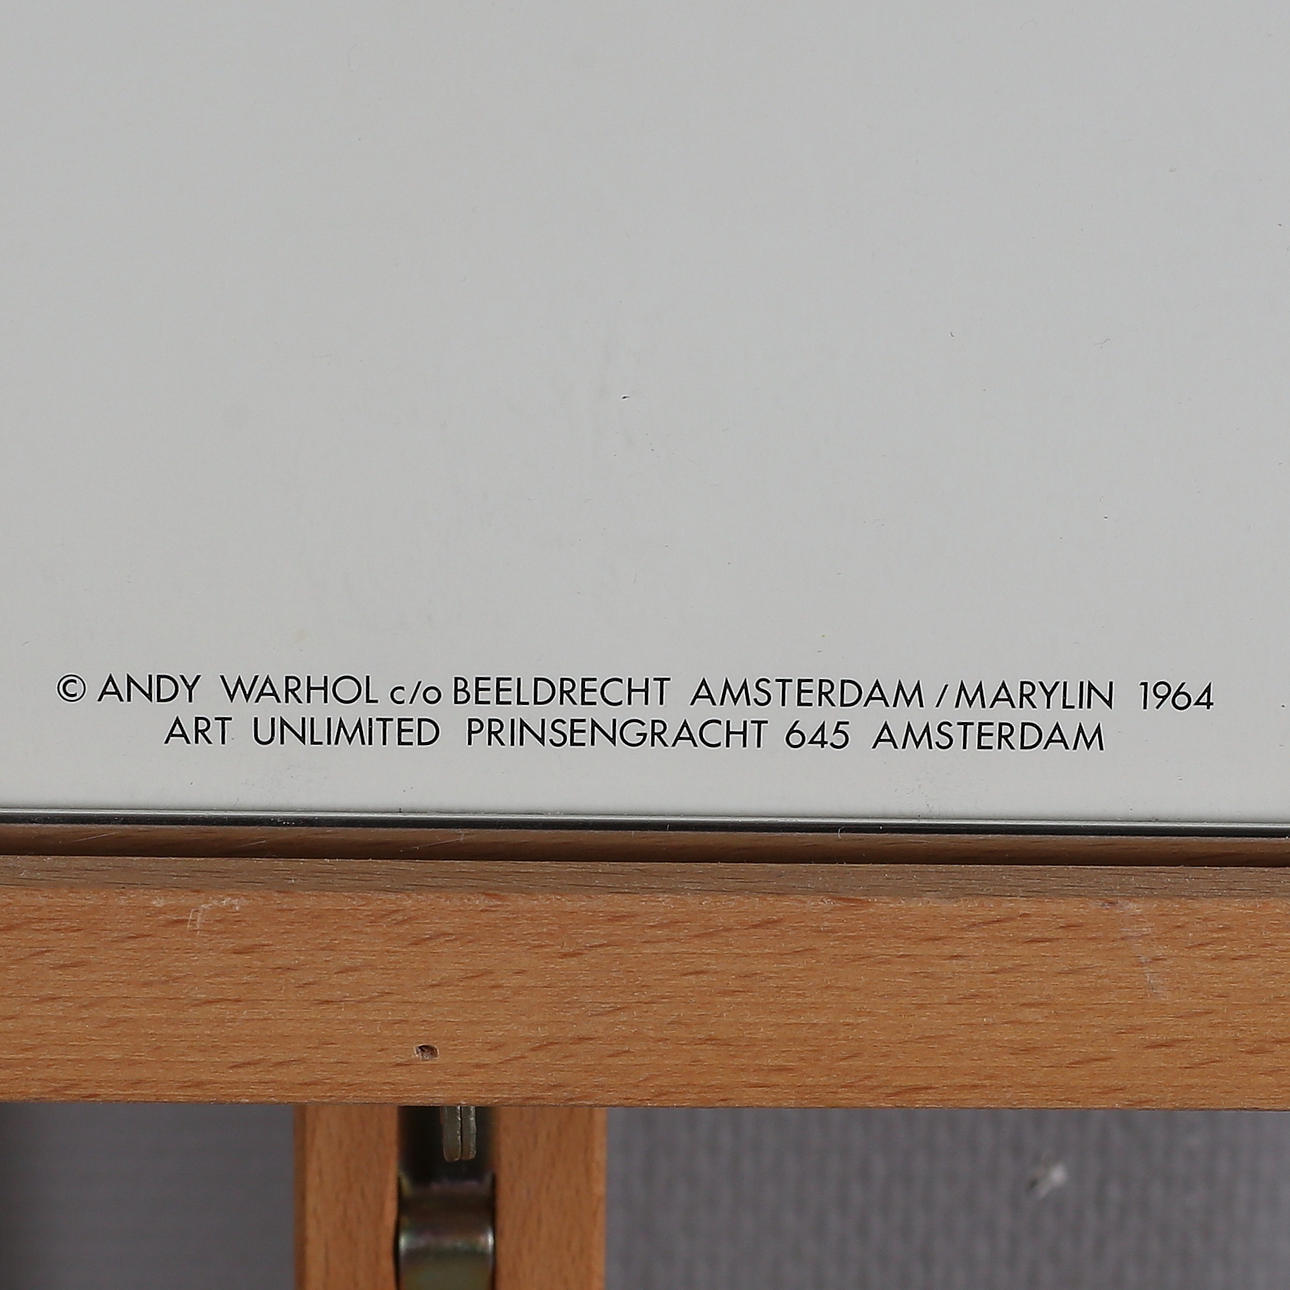 © ANDY WARHOL c/o BEELDRECHT AMSTERDAM / MARYLIN 1964
ART UNLIMITED PRINSENGRACHT 645 AMSTERDAM